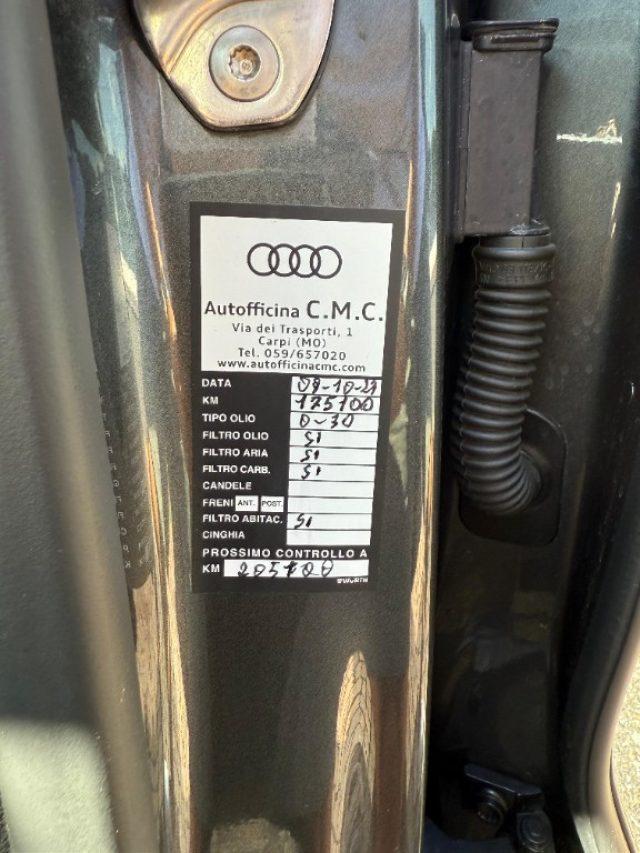 Autofficina C.M.C.
Via dei Trasporti, 1
Carpi (MO)
Tel. 059/657020
www.autofficinacmc.com
DATA
KM 175100
TIPO OLIO 0-30
FILTRO OLIO SI
FILTRO ARIA SI
FILTRO CARB. SI
CANDELE
FRENI ANT. POST.
FILTRO ABITAC. SI
CINGHIA
PROSSIMO CONTROLLO A
KM 205100
WÜRTH